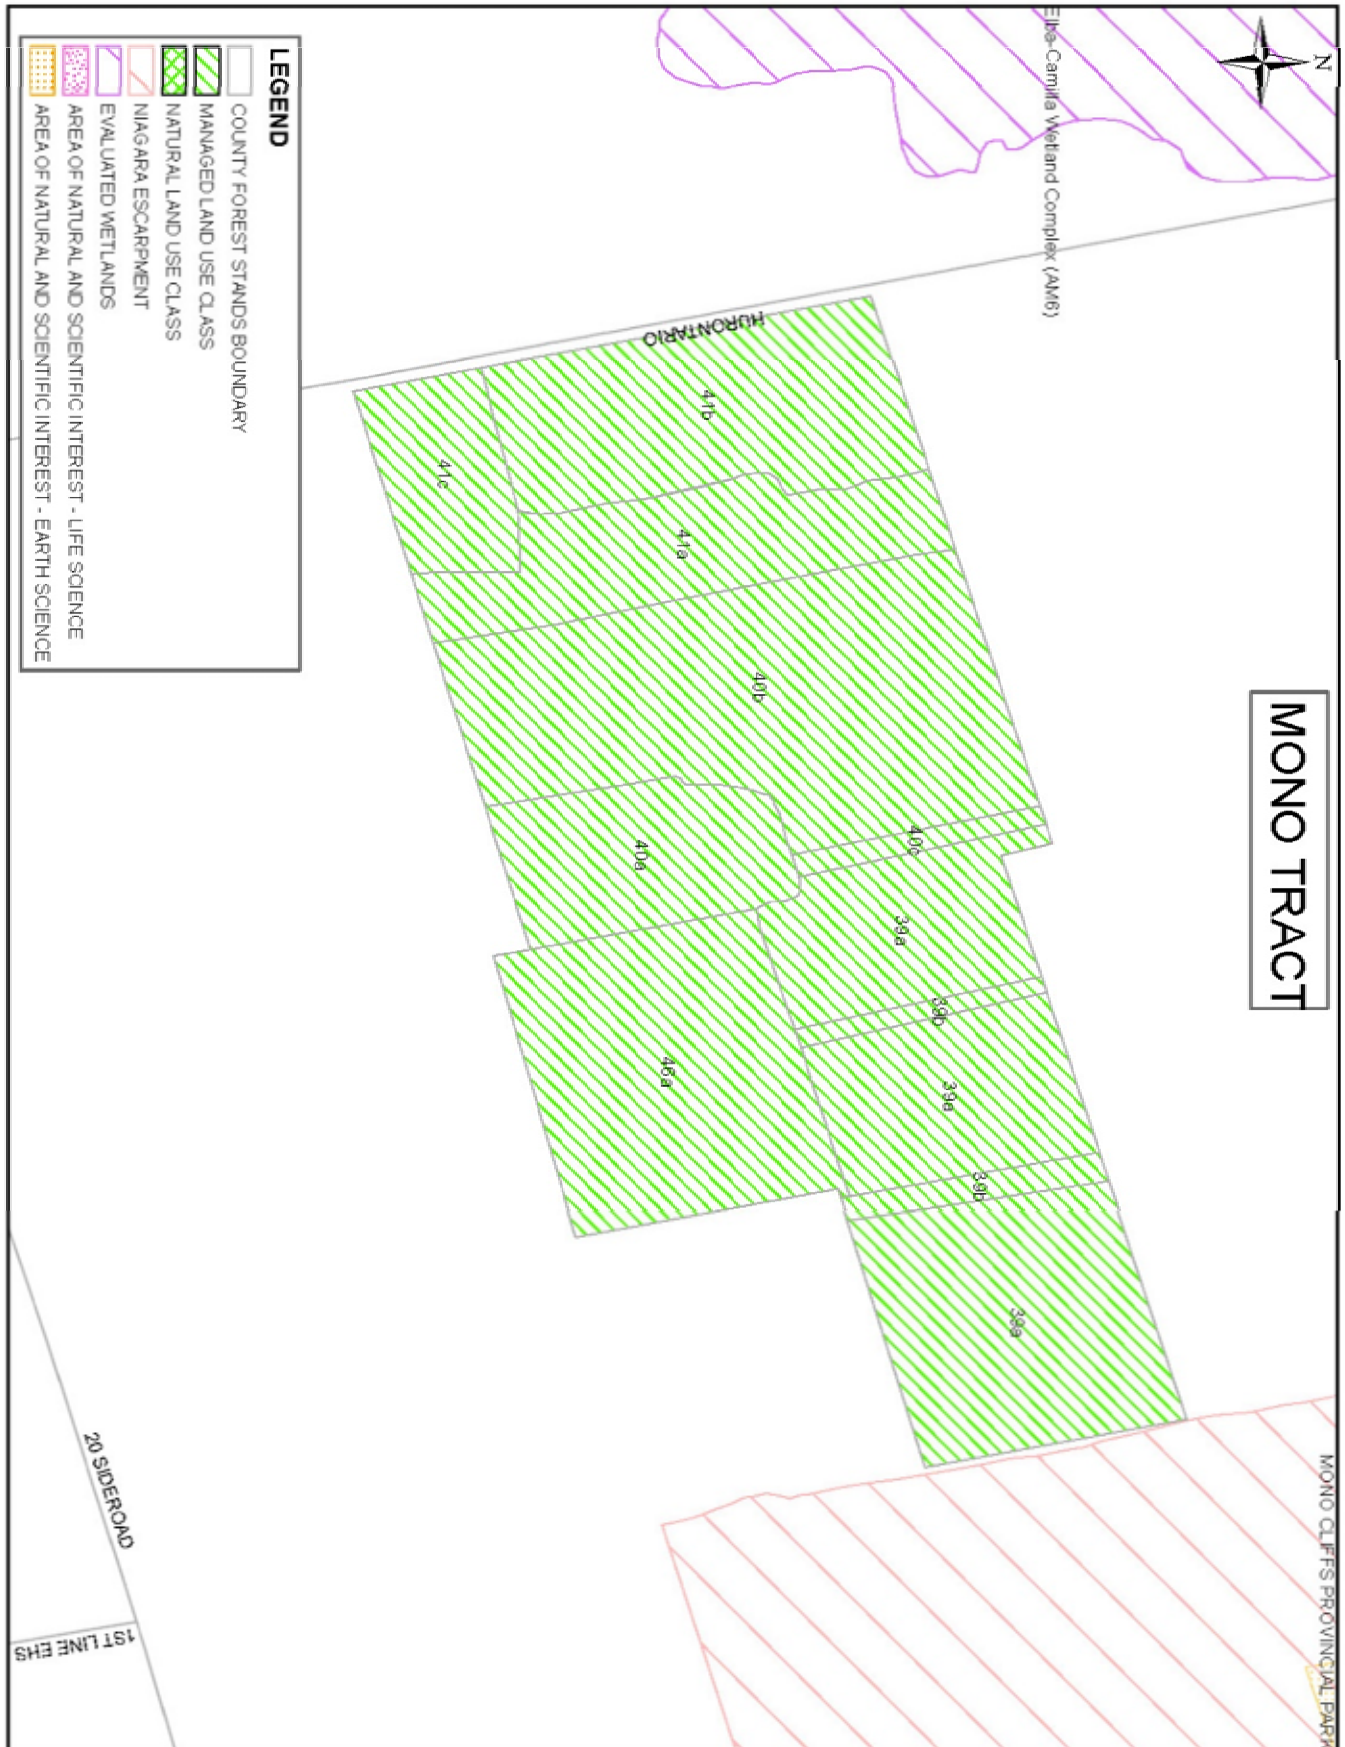 MONO TRACT
N
Elba-Camilla Wetland Complex (AM6)
MONO CLIFFS PROVINCIAL PARK
HURONTARIO
41b
41a
41c
40b
40c
40a
39a
39b
39a
39b
39a
46a
20 SIDEROAD
1ST LINE EHS
LEGEND
COUNTY FOREST STANDS BOUNDARY
MANAGED LAND USE CLASS
NATURAL LAND USE CLASS
NIAGARA ESCARPMENT
EVALUATED WETLANDS
AREA OF NATURAL AND SCIENTIFIC INTEREST - LIFE SCIENCE
AREA OF NATURAL AND SCIENTIFIC INTEREST - EARTH SCIENCE